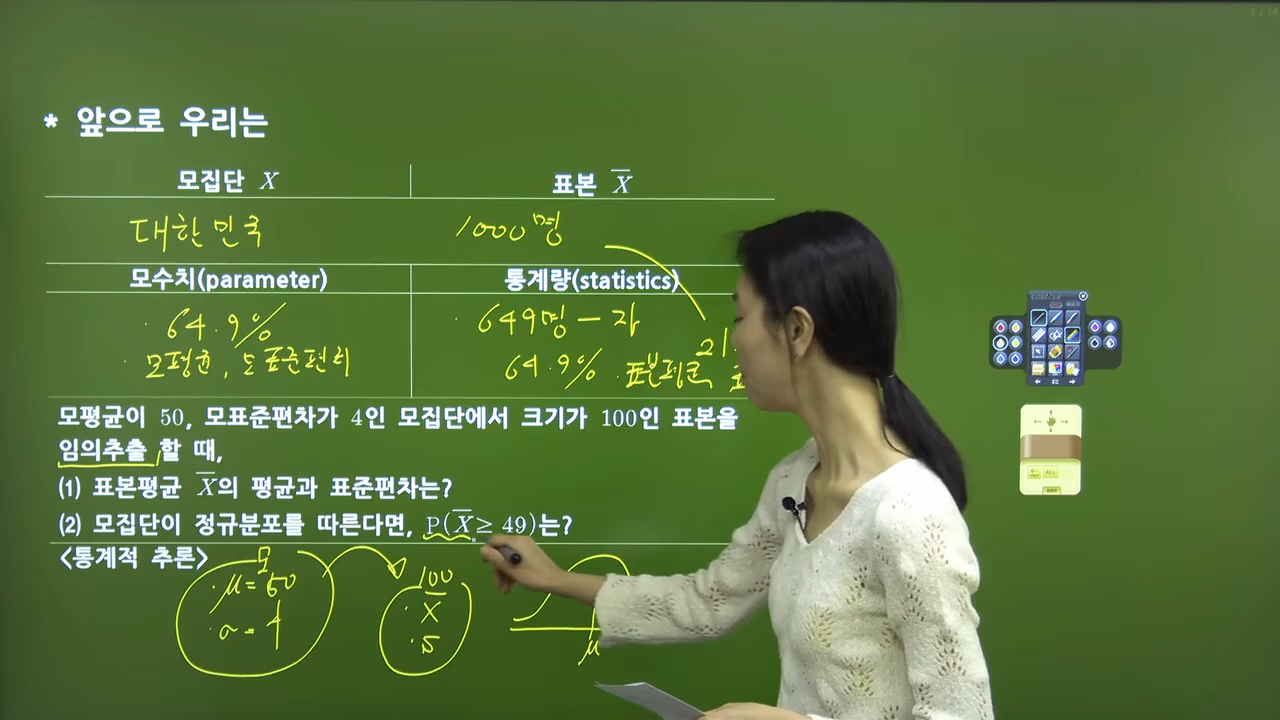 * 앞으로 우리는
모집단 X 표본 X̄
대한민국 1000명
모수치(parameter) 통계량(statistics)
· 64.9% · 649명 - 자
· 모평균, 모표준편차 64.9% · 표본평균, 표
모평균이 50, 모표준편차가 4인 모집단에서 크기가 100인 표본을
임의추출 할 때,
(1) 표본평균 X̄의 평균과 표준편차는?
(2) 모집단이 정규분포를 따른다면, P(X̄ ≥ 49)는?
<통계적 추론>
모 100
· μ = 50 · X̄
· σ = 4 · s
μ